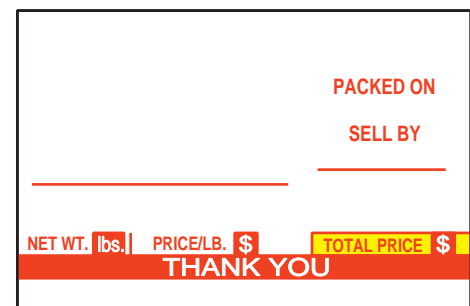 PACKED ON
SELL BY
NET WT. lbs. PRICE/LB. $ TOTAL PRICE $
THANK YOU